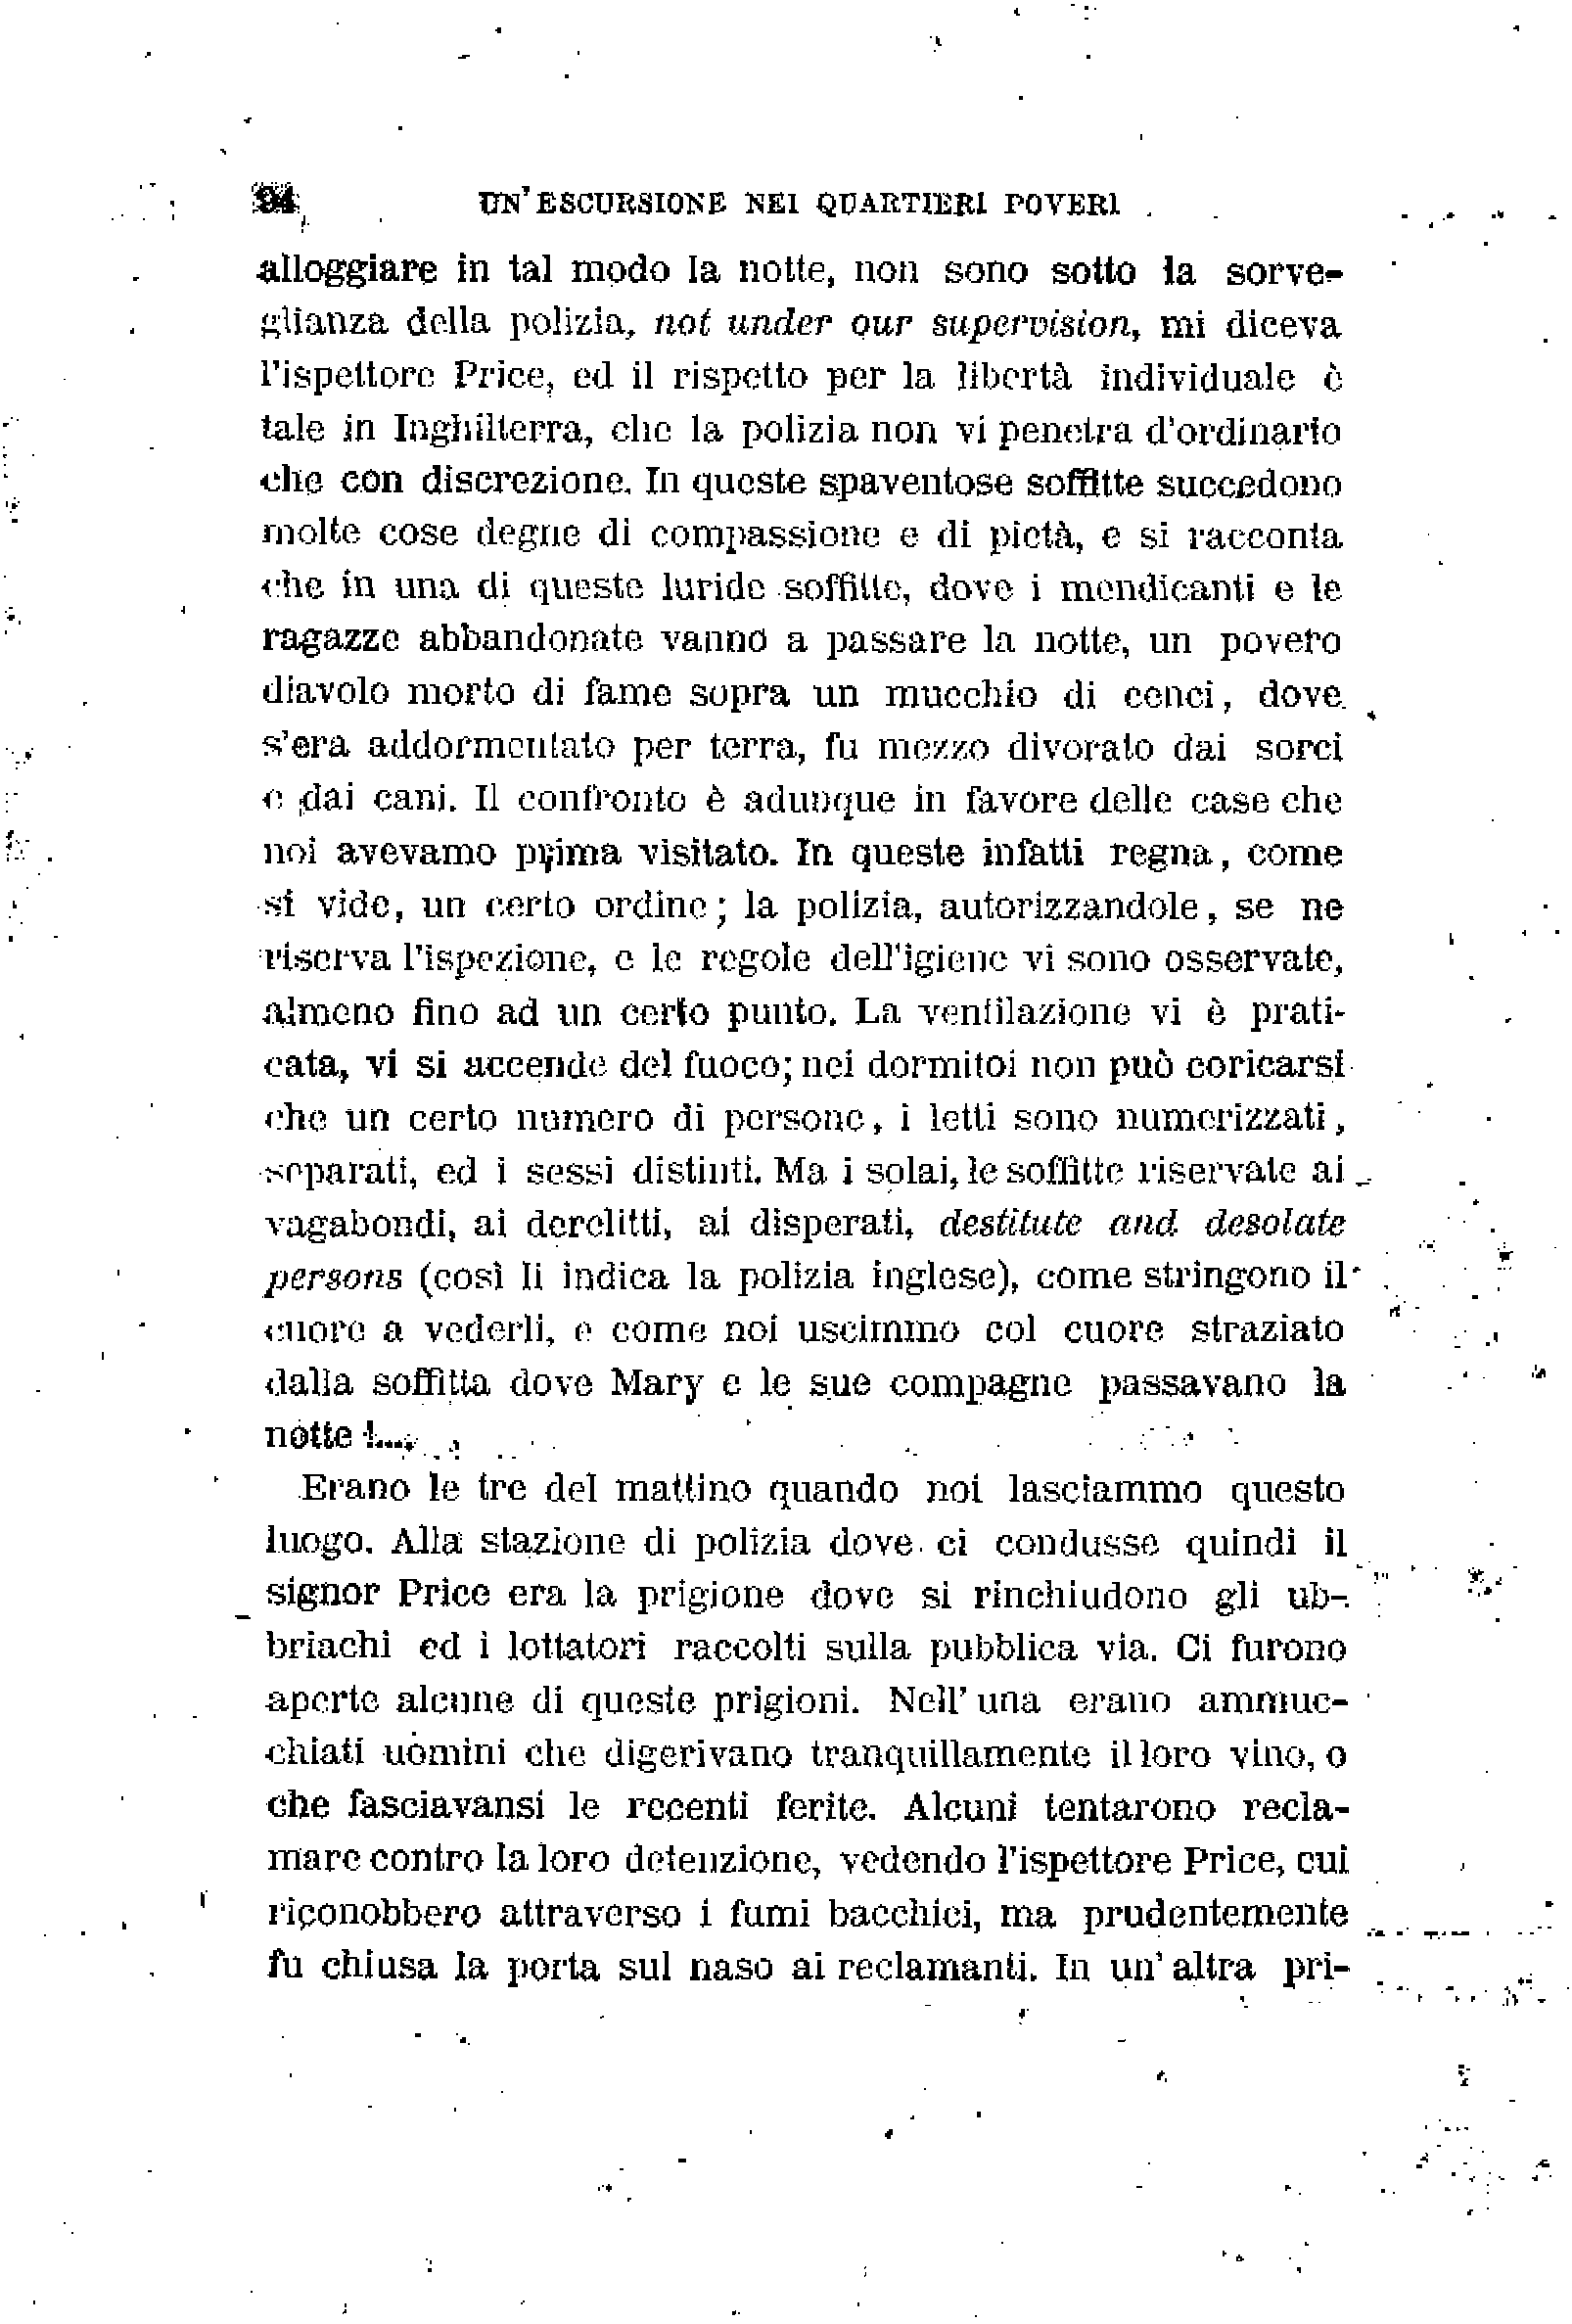 94 UN' ESCURSIONE NEI QUARTIERI POVERI
alloggiare in tal modo la notte, non sono sotto la sorve-
glianza della polizia, not under our supervision, mi diceva
l'ispettore Price, ed il rispetto per la libertà individuale è
tale in Inghilterra, che la polizia non vi penetra d'ordinario
che con discrezione. In queste spaventose soffitte succedono
molte cose degne di compassione e di pietà, e si racconta
che in una di queste luride soffitte, dove i mendicanti e le
ragazze abbandonate vanno a passare la notte, un povero
diavolo morto di fame sopra un mucchio di cenci, dove
s'era addormentato per terra, fu mezzo divorato dai sorci
e dai cani. Il confronto è adunque in favore delle case che
noi avevamo prima visitato. In queste infatti regna, come
si vide, un certo ordine; la polizia, autorizzandole, se ne
riserva l'ispezione, e le regole dell'igiene vi sono osservate,
almeno fino ad un certo punto. La ventilazione vi è prati-
cata, vi si accende del fuoco; nei dormitoi non può coricarsi
che un certo numero di persone, i letti sono numerizzati,
separati, ed i sessi distinti. Ma i solai, le soffitte riservate ai
vagabondi, ai derelitti, ai disperati, destitute and desolate
persons (così li indica la polizia inglese), come stringono il
cuore a vederli, e come noi uscimmo col cuore straziato
dalla soffitta dove Mary e le sue compagne passavano la
notte!....
Erano le tre del mattino quando noi lasciammo questo
luogo. Alla stazione di polizia dove ci condusse quindi il
signor Price era la prigione dove si rinchiudono gli ub-
briachi ed i lottatori raccolti sulla pubblica via. Ci furono
aperte alcune di queste prigioni. Nell' una erano ammuc-
chiati uomini che digerivano tranquillamente il loro vino, o
che fasciavansi le recenti ferite. Alcuni tentarono recla-
mare contro la loro detenzione, vedendo l'ispettore Price, cui
riconobbero attraverso i fumi bacchici, ma prudentemente
fu chiusa la porta sul naso ai reclamanti. In un' altra pri-